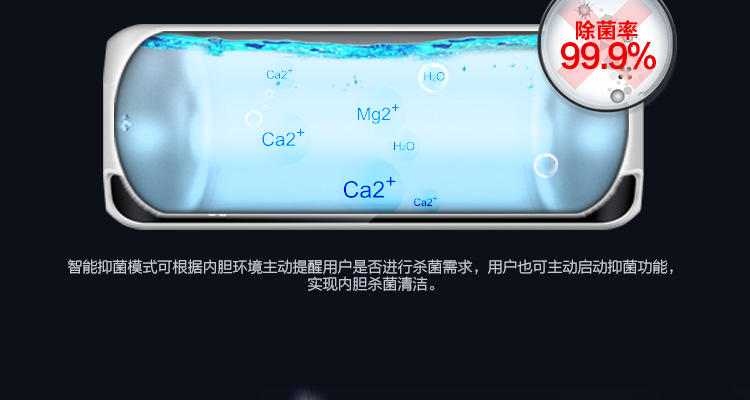 除菌率
99.9%
Ca2+
H2O
Mg2+
Ca2+
H2O
Ca2+
Ca2+
智能抑菌模式可根据内胆环境主动提醒用户是否进行杀菌需求，用户也可主动启动抑菌功能，
实现内胆杀菌清洁。